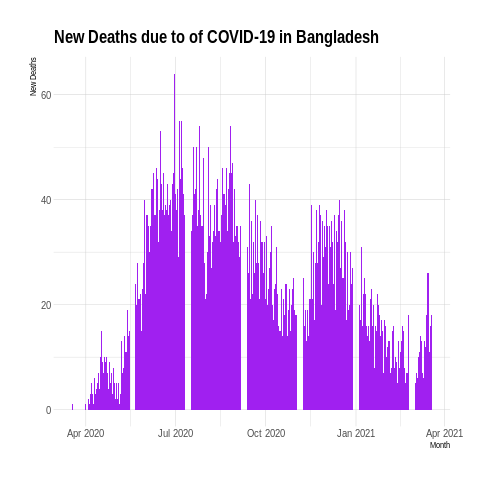 New Deaths due to of COVID-19 in Bangladesh
New Deaths
60
40
20
0
Apr 2020 Jul 2020 Oct 2020 Jan 2021 Apr 2021
Month